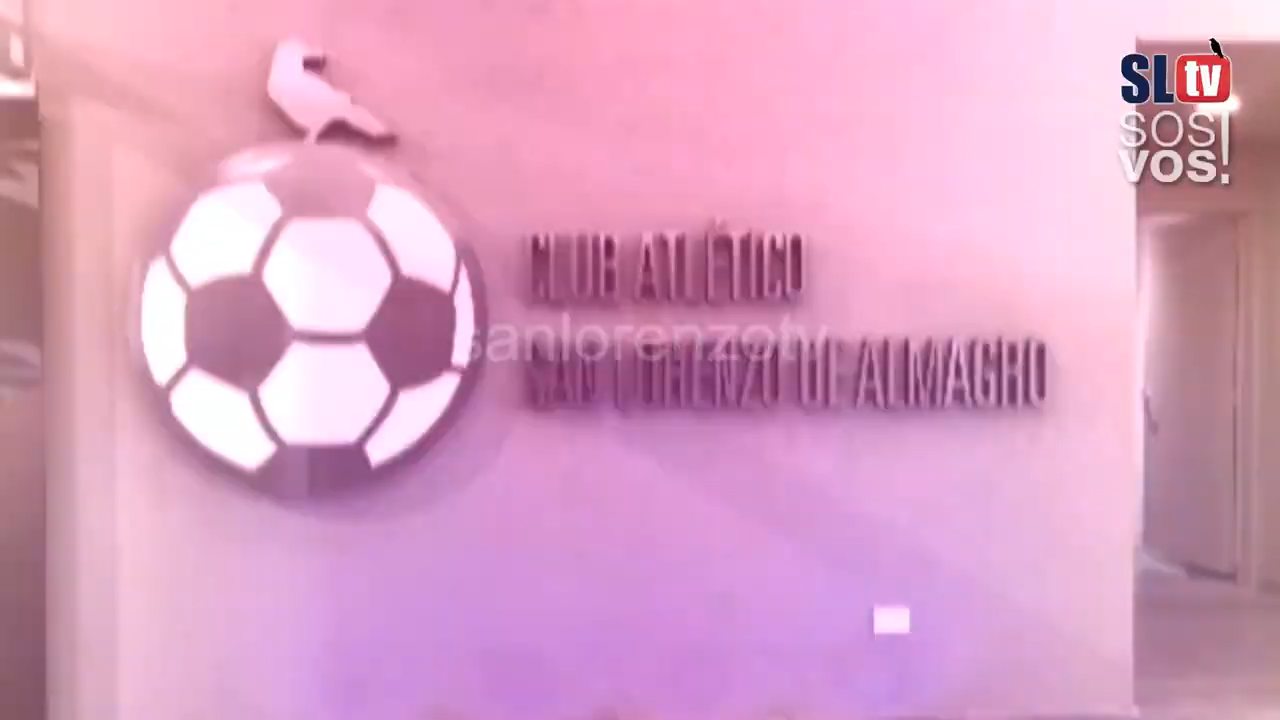 SLtv
SOS
VOS!
CLUB ATLÉTICO
sanlorenzotv
SAN LORENZO DE ALMAGRO